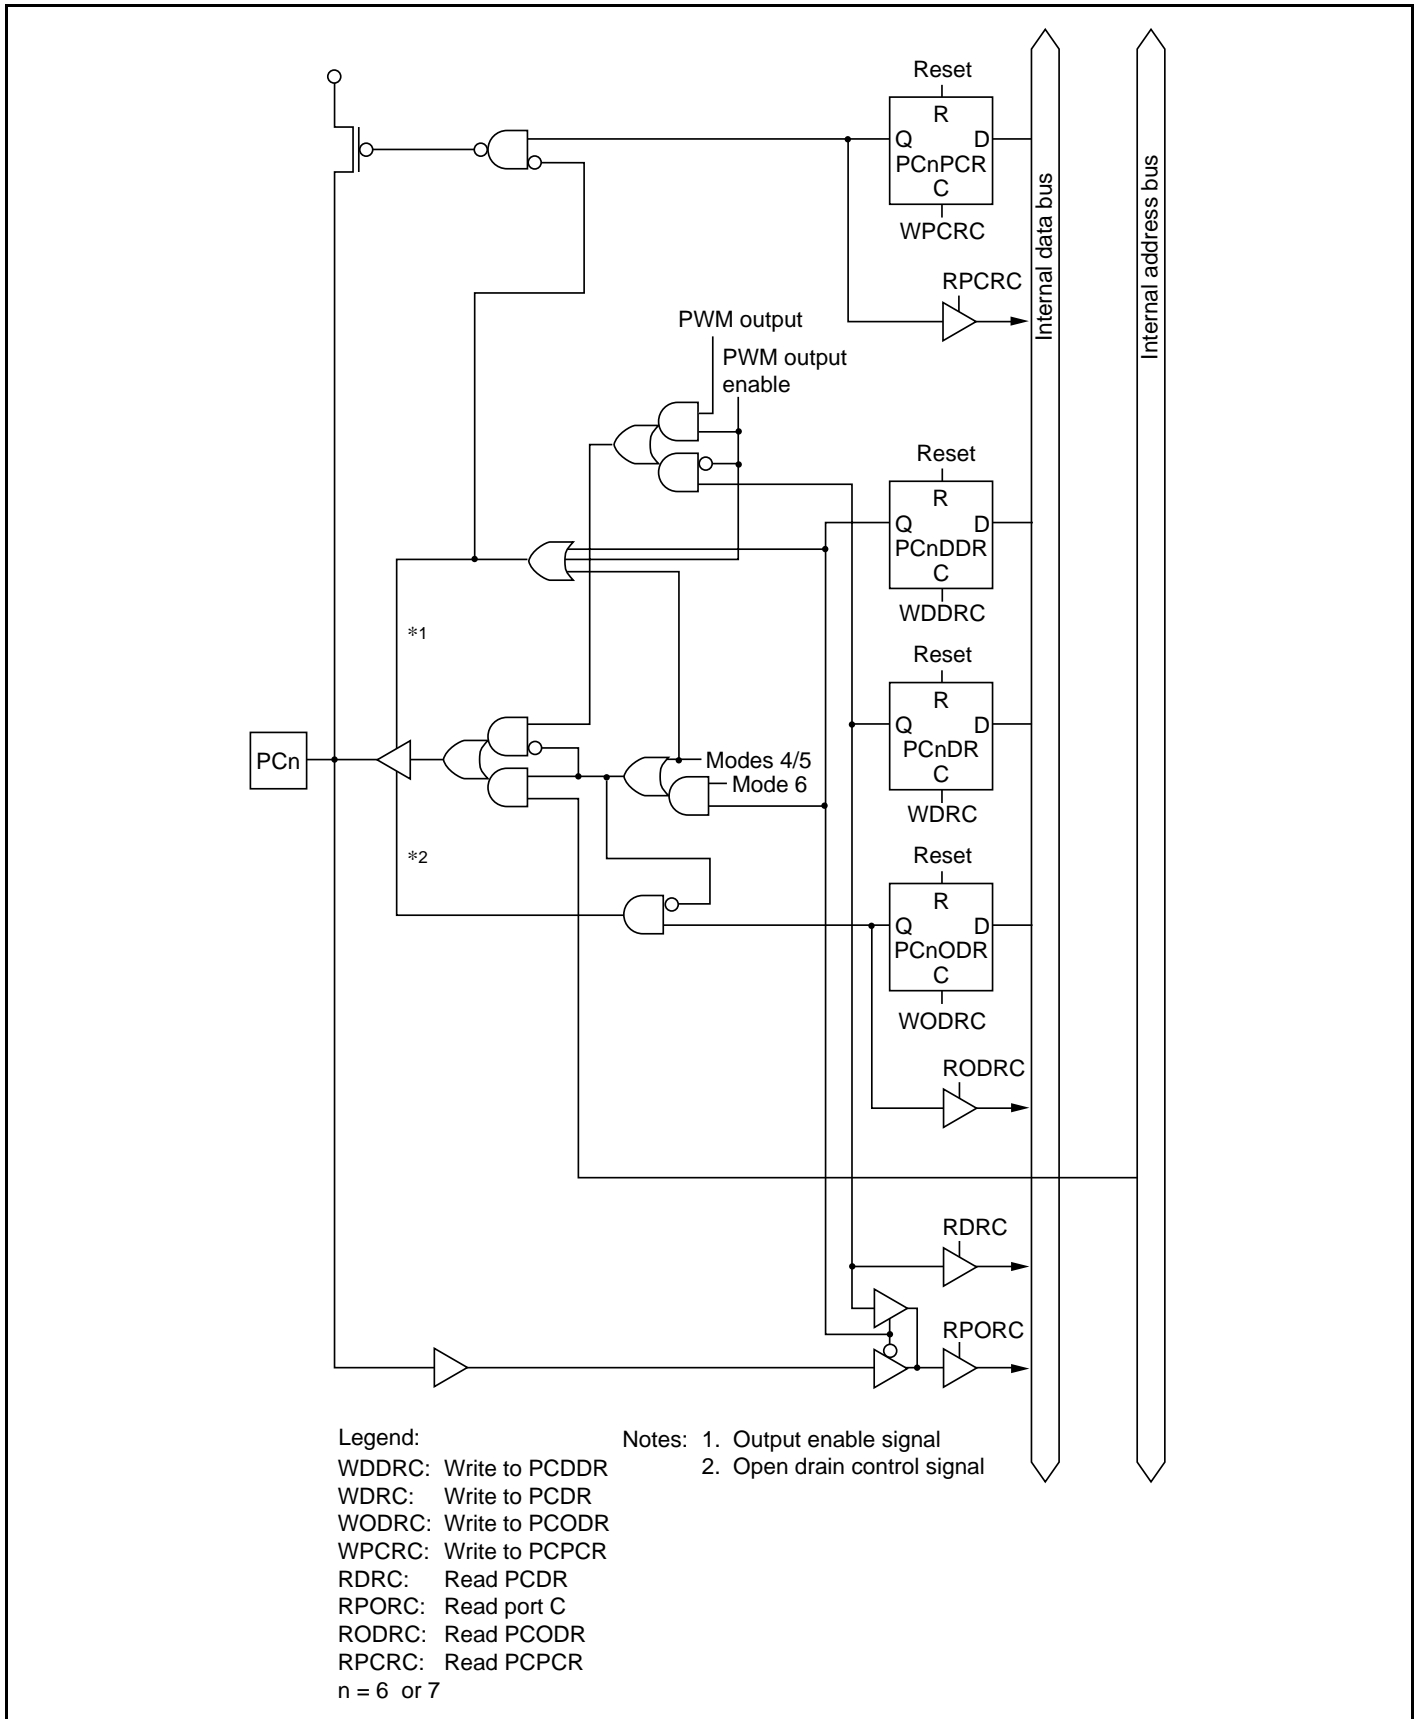 Reset
R
Q D
PCnPCR
C
WPCRC
RPCRC
Internal data bus
Internal address bus
PWM output
PWM output
enable
Reset
R
Q D
PCnDDR
C
WDDRC
*1
Reset
R
Q D
PCnDR
C
WDRC
PCn
Modes 4/5
Mode 6
*2
Reset
R
Q D
PCnODR
C
WODRC
RODRC
RDRC
RPORC
Legend:
WDDRC: Write to PCDDR
WDRC: Write to PCDR
WODRC: Write to PCODR
WPCRC: Write to PCPCR
RDRC: Read PCDR
RPORC: Read port C
RODRC: Read PCODR
RPCRC: Read PCPCR
n = 6 or 7
Notes: 1. Output enable signal
2. Open drain control signal